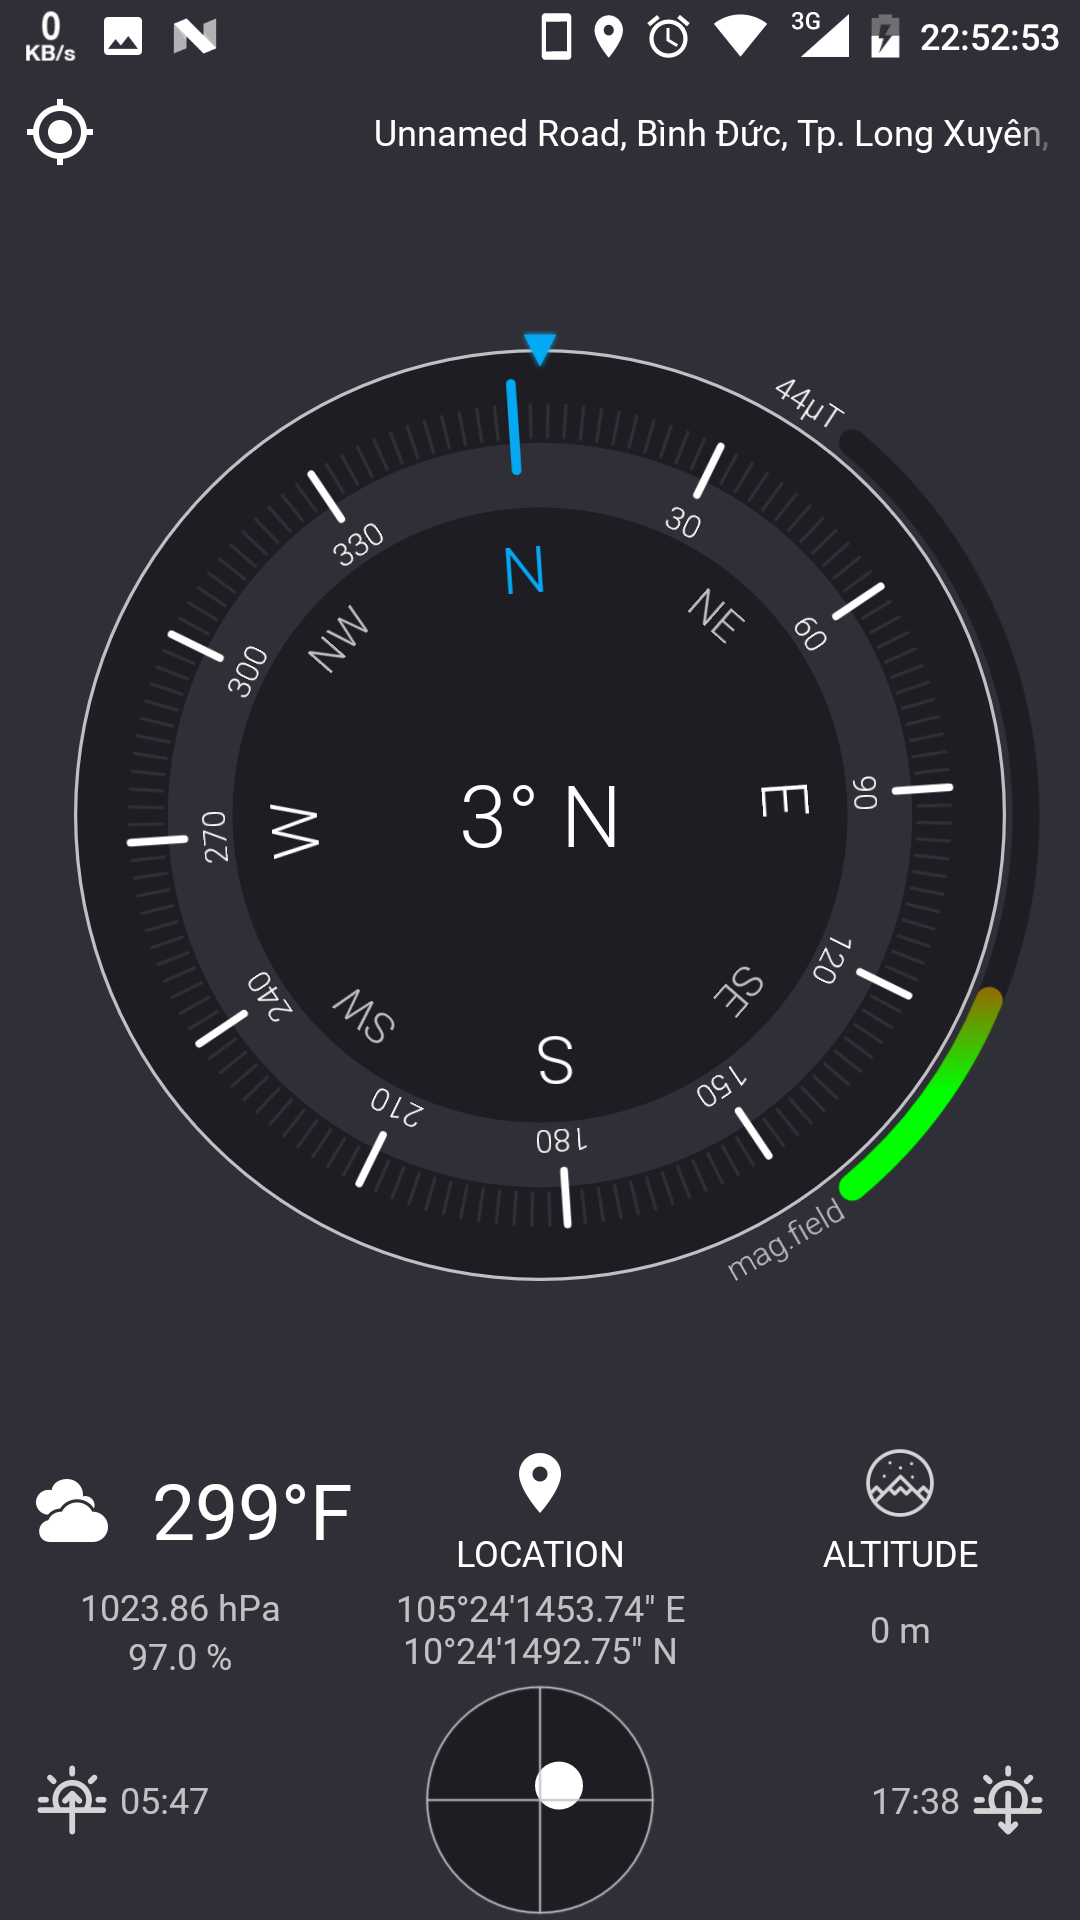 0
KB/s
3G
22:52:53
Unnamed Road, Bình Đức, Tp. Long Xuyên,
44µT
30
330
N
NE
NW
60
300
3° N
E
90
W
270
120
SE
240
SW
S
150
210
180
mag.field
299°F
LOCATION
ALTITUDE
1023.86 hPa
97.0 %
105°24'1453.74" E
10°24'1492.75" N
0 m
05:47
17:38